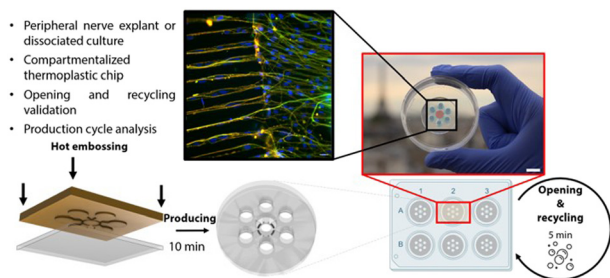 • Peripheral nerve explant or
dissociated culture
• Compartmentalized
thermoplastic chip
• Opening and recycling
validation
• Production cycle analysis
Hot embossing
Producing
10 min
1 2 3
A
B
Opening
&
recycling
5 min